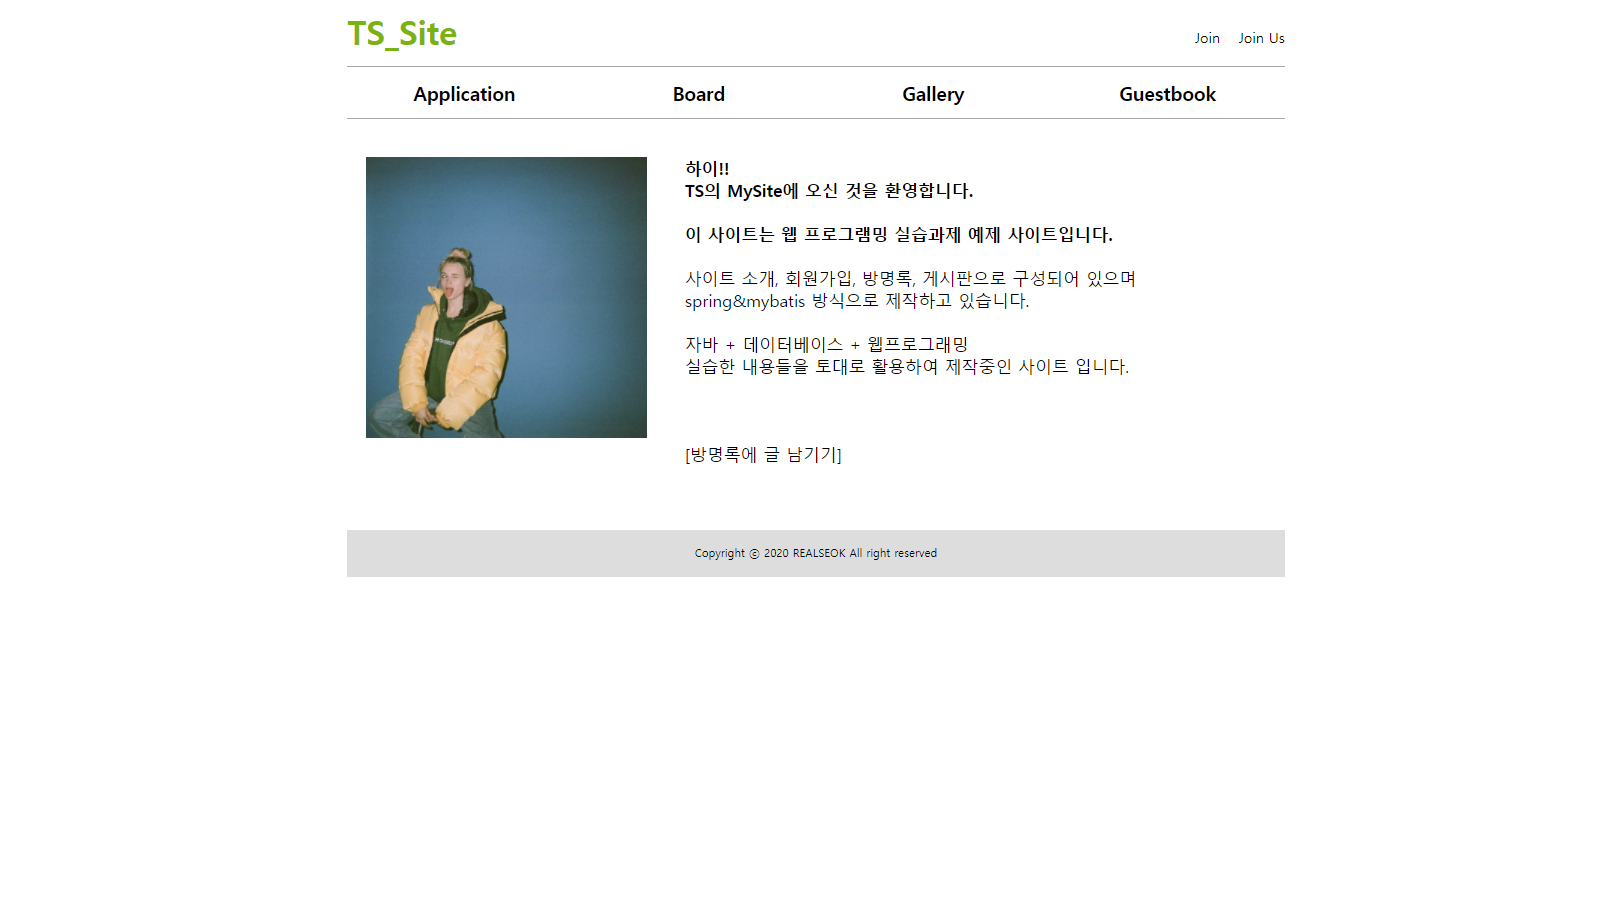 TS_Site
Join Join Us
Application Board Gallery Guestbook
하이!!
TS의 MySite에 오신 것을 환영합니다.
이 사이트는 웹 프로그램밍 실습과제 예제 사이트입니다.
사이트 소개, 회원가입, 방명록, 게시판으로 구성되어 있으며
spring&mybatis 방식으로 제작하고 있습니다.
자바 + 데이터베이스 + 웹프로그래밍
실습한 내용들을 토대로 활용하여 제작중인 사이트 입니다.
[방명록에 글 남기기]
Copyright ⓒ 2020 REALSEOK All right reserved